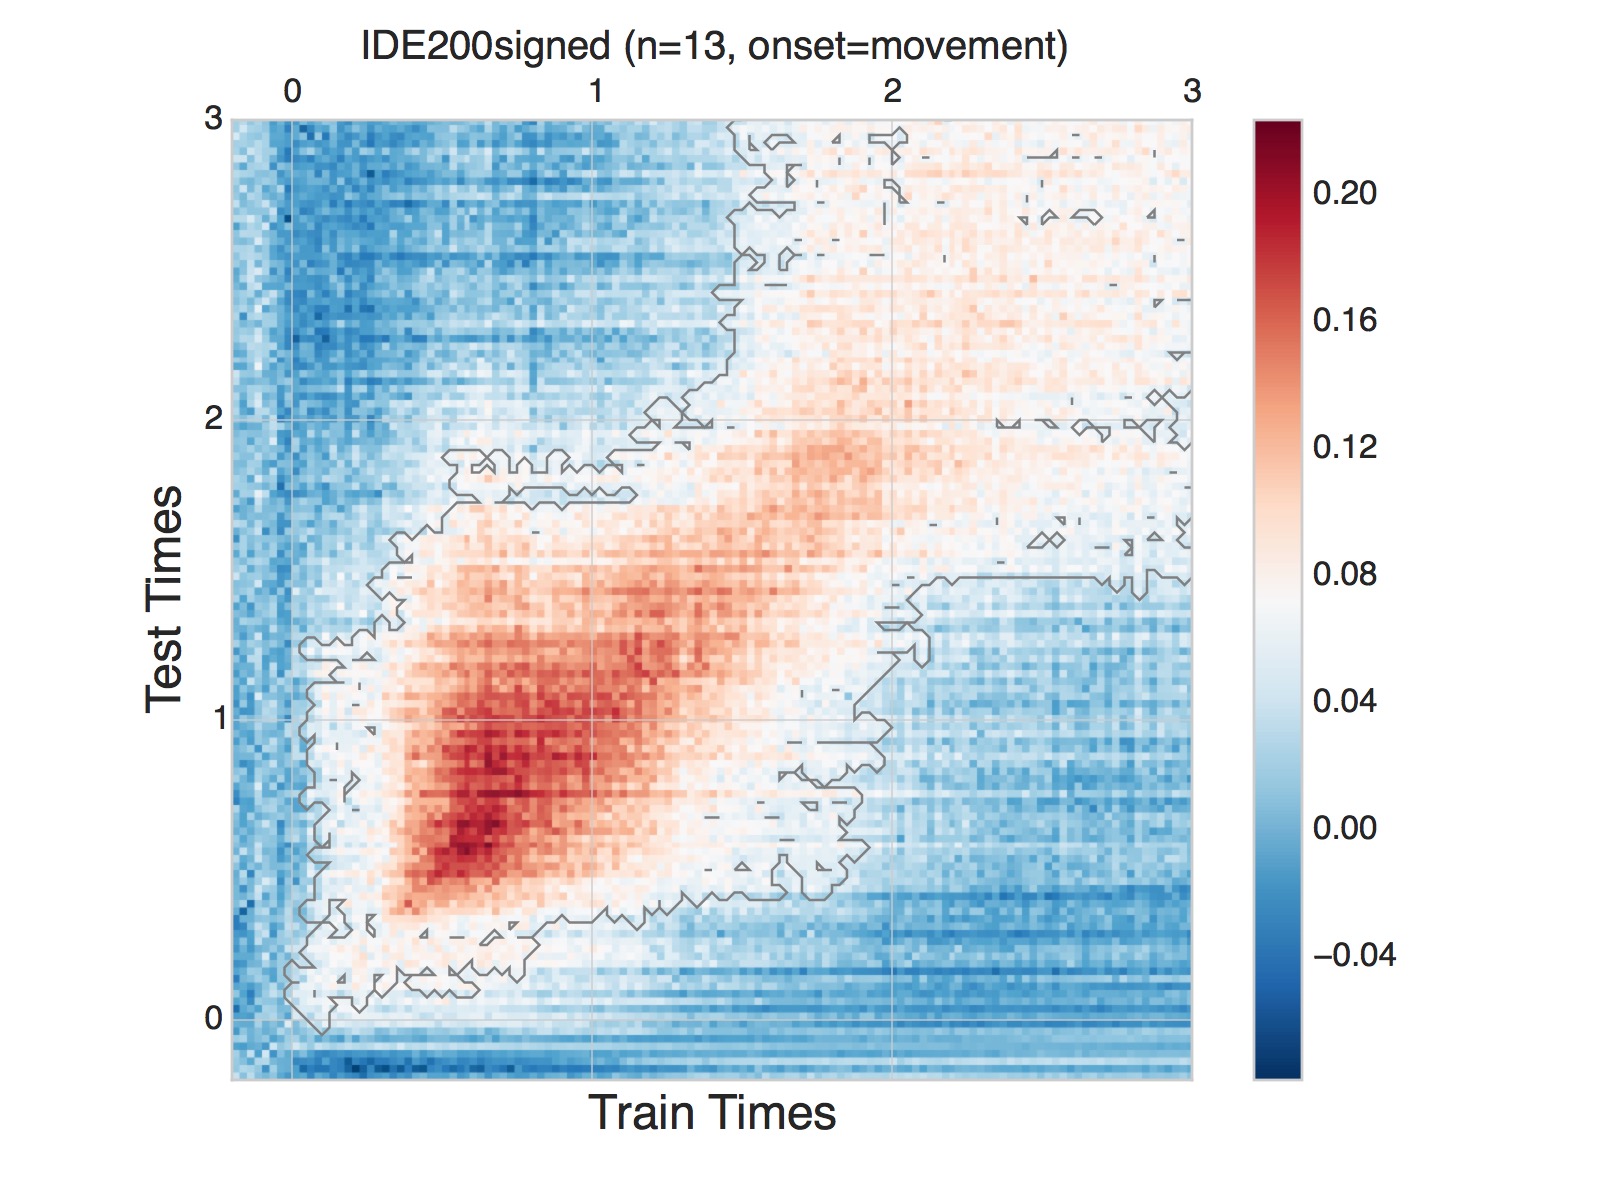 IDE200signed (n=13, onset=movement)
0 1 2 3
3
2
1
0
Test Times
Train Times
0.20
0.16
0.12
0.08
0.04
0.00
−0.04